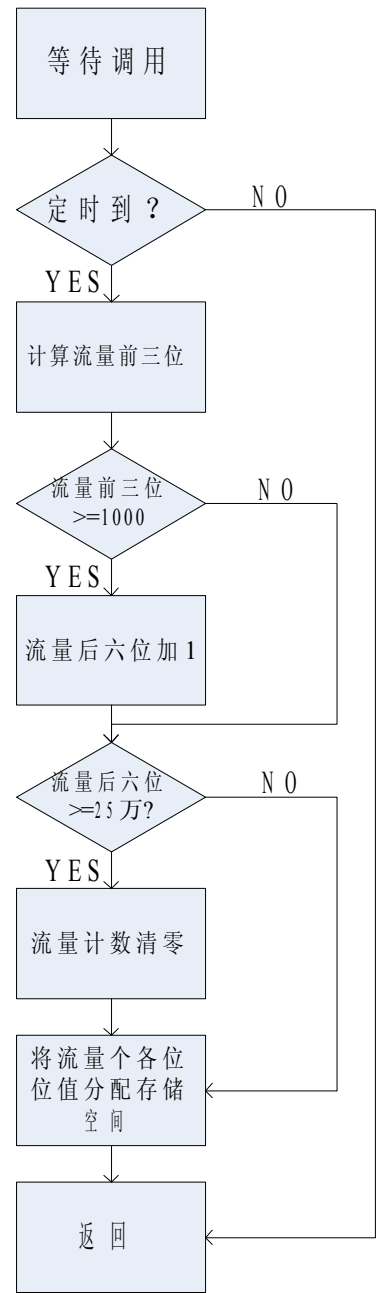 等待调用
定时到？
NO
YES
计算流量前三位
流量前三位
>=1000
NO
YES
流量后六位加1
流量后六位
>=25万?
NO
YES
流量计数清零
将流量个各位
位值分配存储
空间
返回